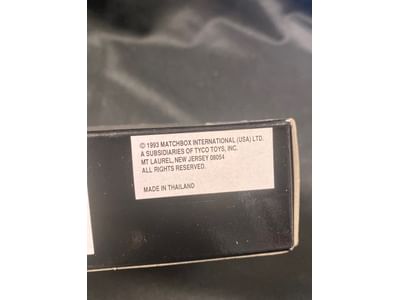 © 1993 MATCHBOX INTERNATIONAL (USA) LTD.
A SUBSIDIARIES OF TYCO TOYS, INC.
MT LAUREL, NEW JERSEY 08054
ALL RIGHTS RESERVED.
MADE IN THAILAND